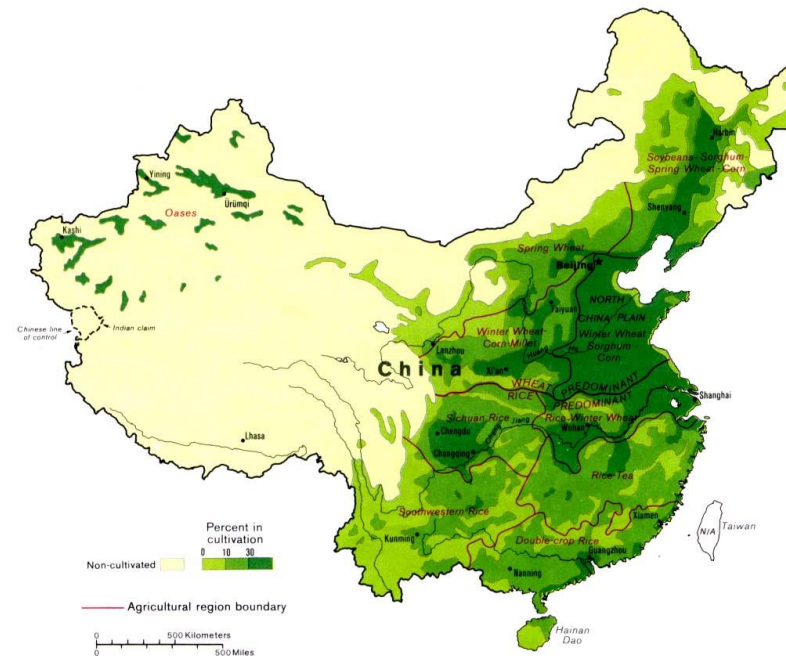 Harbin
Soybeans-Sorghum-
Spring Wheat-Corn
Shenyang
Yining
Ürümqi
Oases
Kashi
Spring Wheat
Beijing
NORTH
CHINA PLAIN
Winter Wheat
Sorghum
Corn
Taiyuan
Chinese line
of control
Indian claim
Winter Wheat-
Corn-Millet
Huang
He
Lanzhou
China
Xi'an
WHEAT PREDOMINANT
RICE PREDOMINANT
Shanghai
Sichuan Rice
Jiang
Rice-Winter Wheat
Wuhan
Chengdu
Lhasa
Chongqing
Rice-Tea
Southwestern Rice
Xiamen
N/A
Taiwan
Kunming
Double-crop Rice
Guangzhou
Nanning
Hainan
Dao
Percent in
cultivation
0 10 30
Non-cultivated
Agricultural region boundary
0 500 Kilometers
0 500 Miles